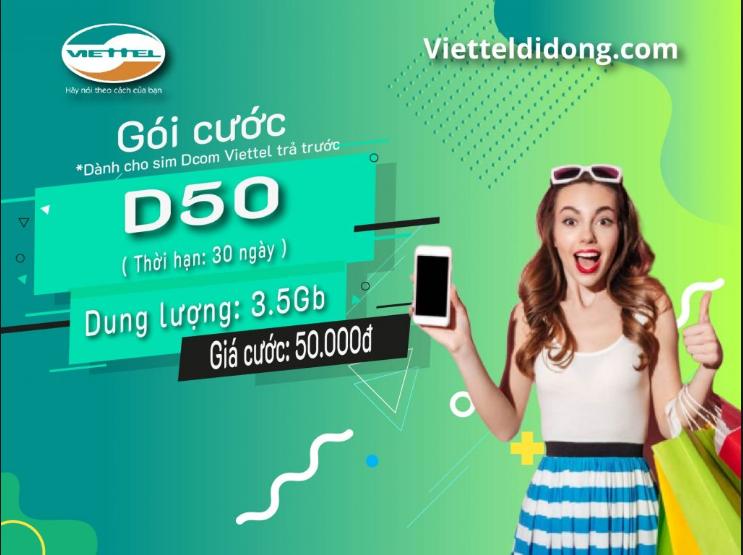 VIETTEL
Hãy nói theo cách của bạn
Vietteldidong.com
Gói cước
*Dành cho sim Dcom Viettel trả trước
D50
( Thời hạn: 30 ngày )
Dung lượng: 3.5Gb
Giá cước: 50.000đ